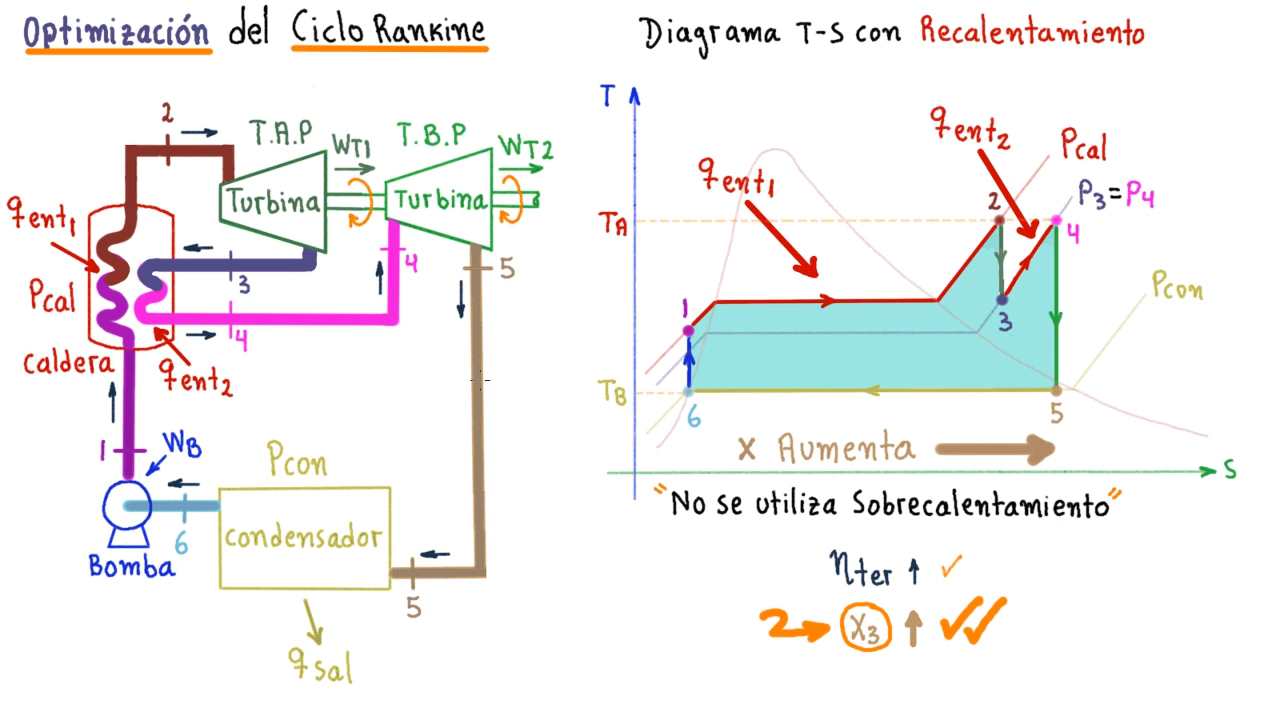 Optimización del Ciclo Rankine
Diagrama T-S con Recalentamiento
2
T.A.P
T.B.P
WT1
WT2
Turbina
Turbina
qent1
Pcal
caldera
3
4
4
5
qent2
1
WB
Bomba
6
Pcon
condensador
5
qsal
T
qent1
qent2
Pcal
P3=P4
TA
2
4
Pcon
1
3
TB
6
5
X Aumenta
S
"No se utiliza Sobrecalentamiento"
ηter ↑ ✓
2→ X3 ↑ ✓✓